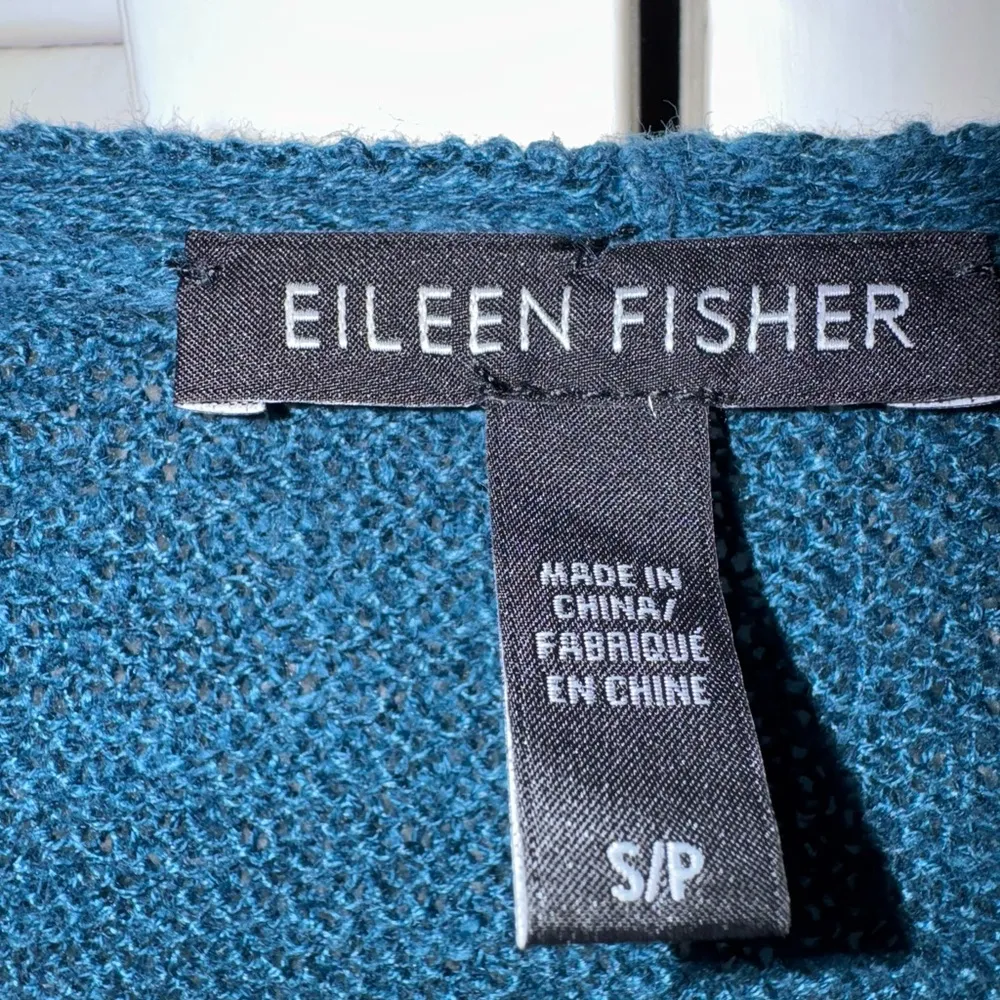 EILEEN FISHER
MADE IN
CHINA/
FABRIQUÉ
EN CHINE
S/P